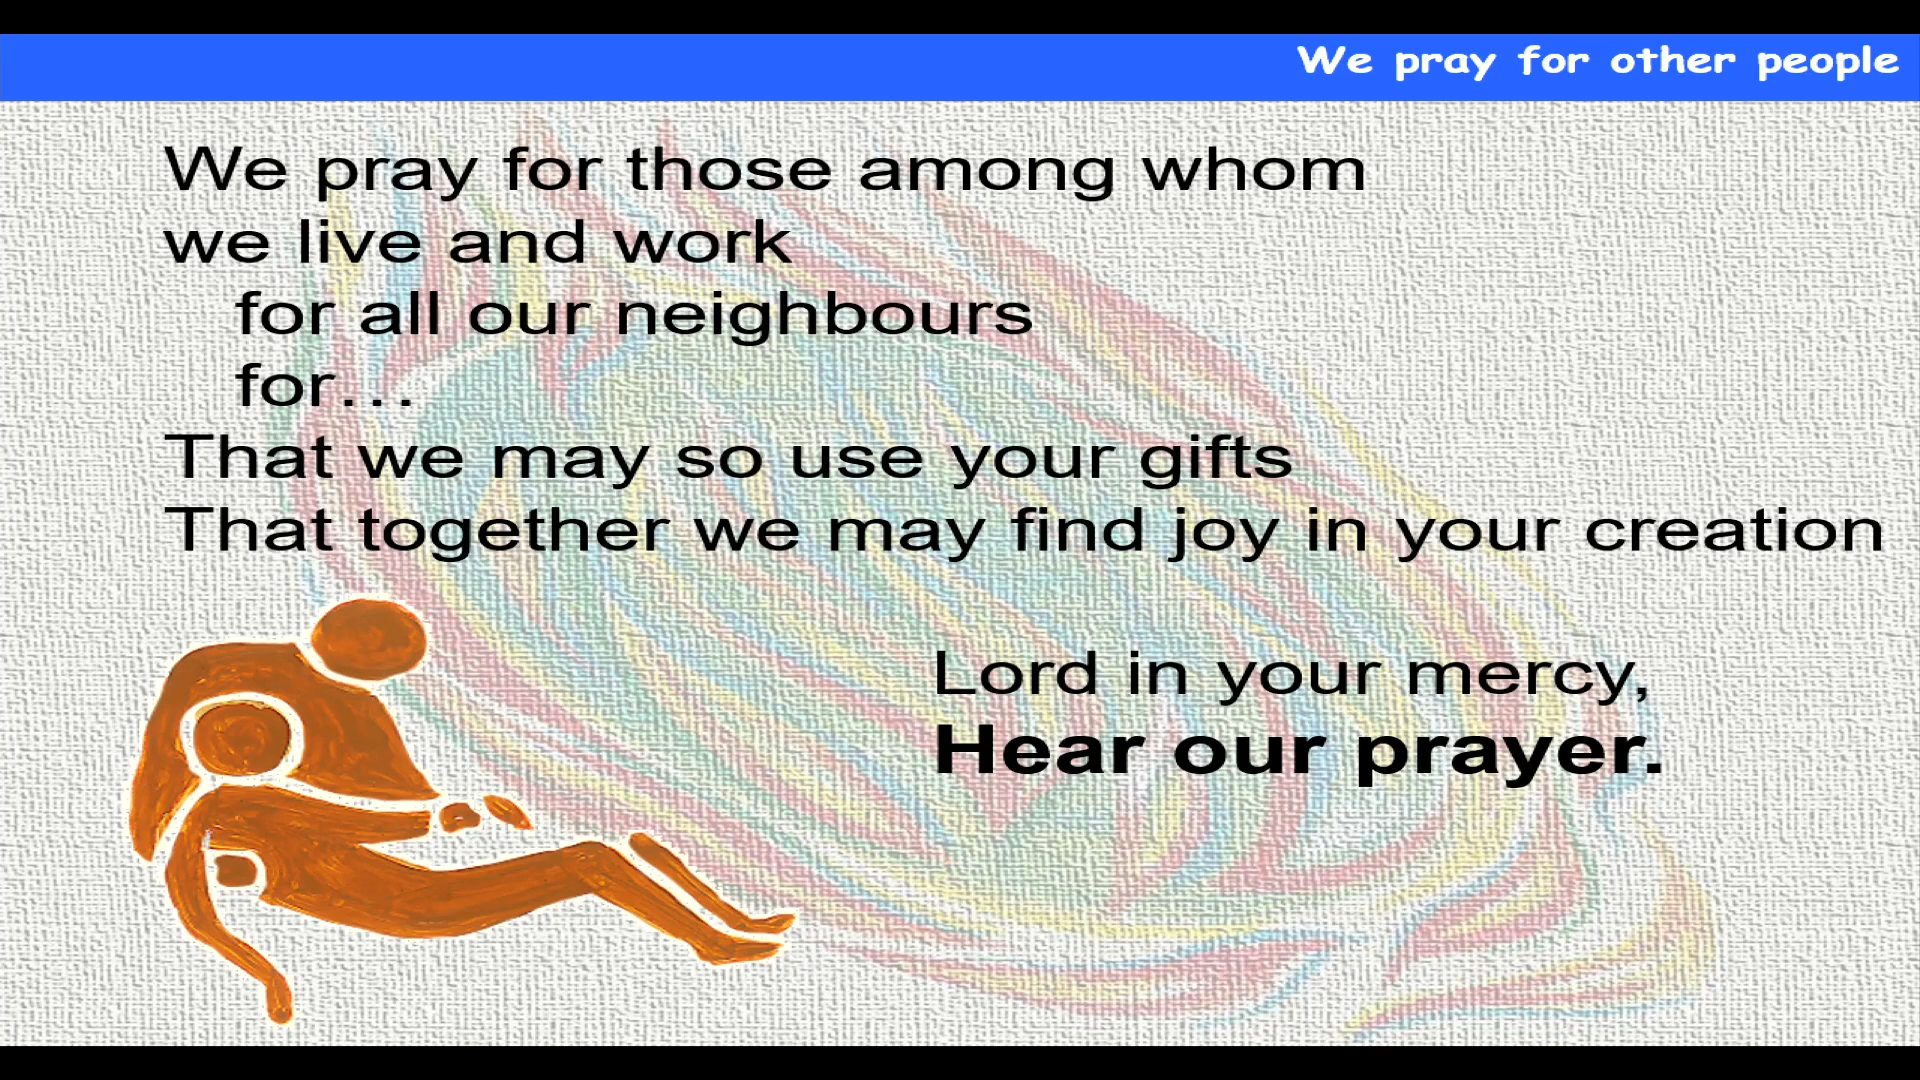 We pray for other people
We pray for those among whom
we live and work
for all our neighbours
for...
That we may so use your gifts
That together we may find joy in your creation
Lord in your mercy,
Hear our prayer.